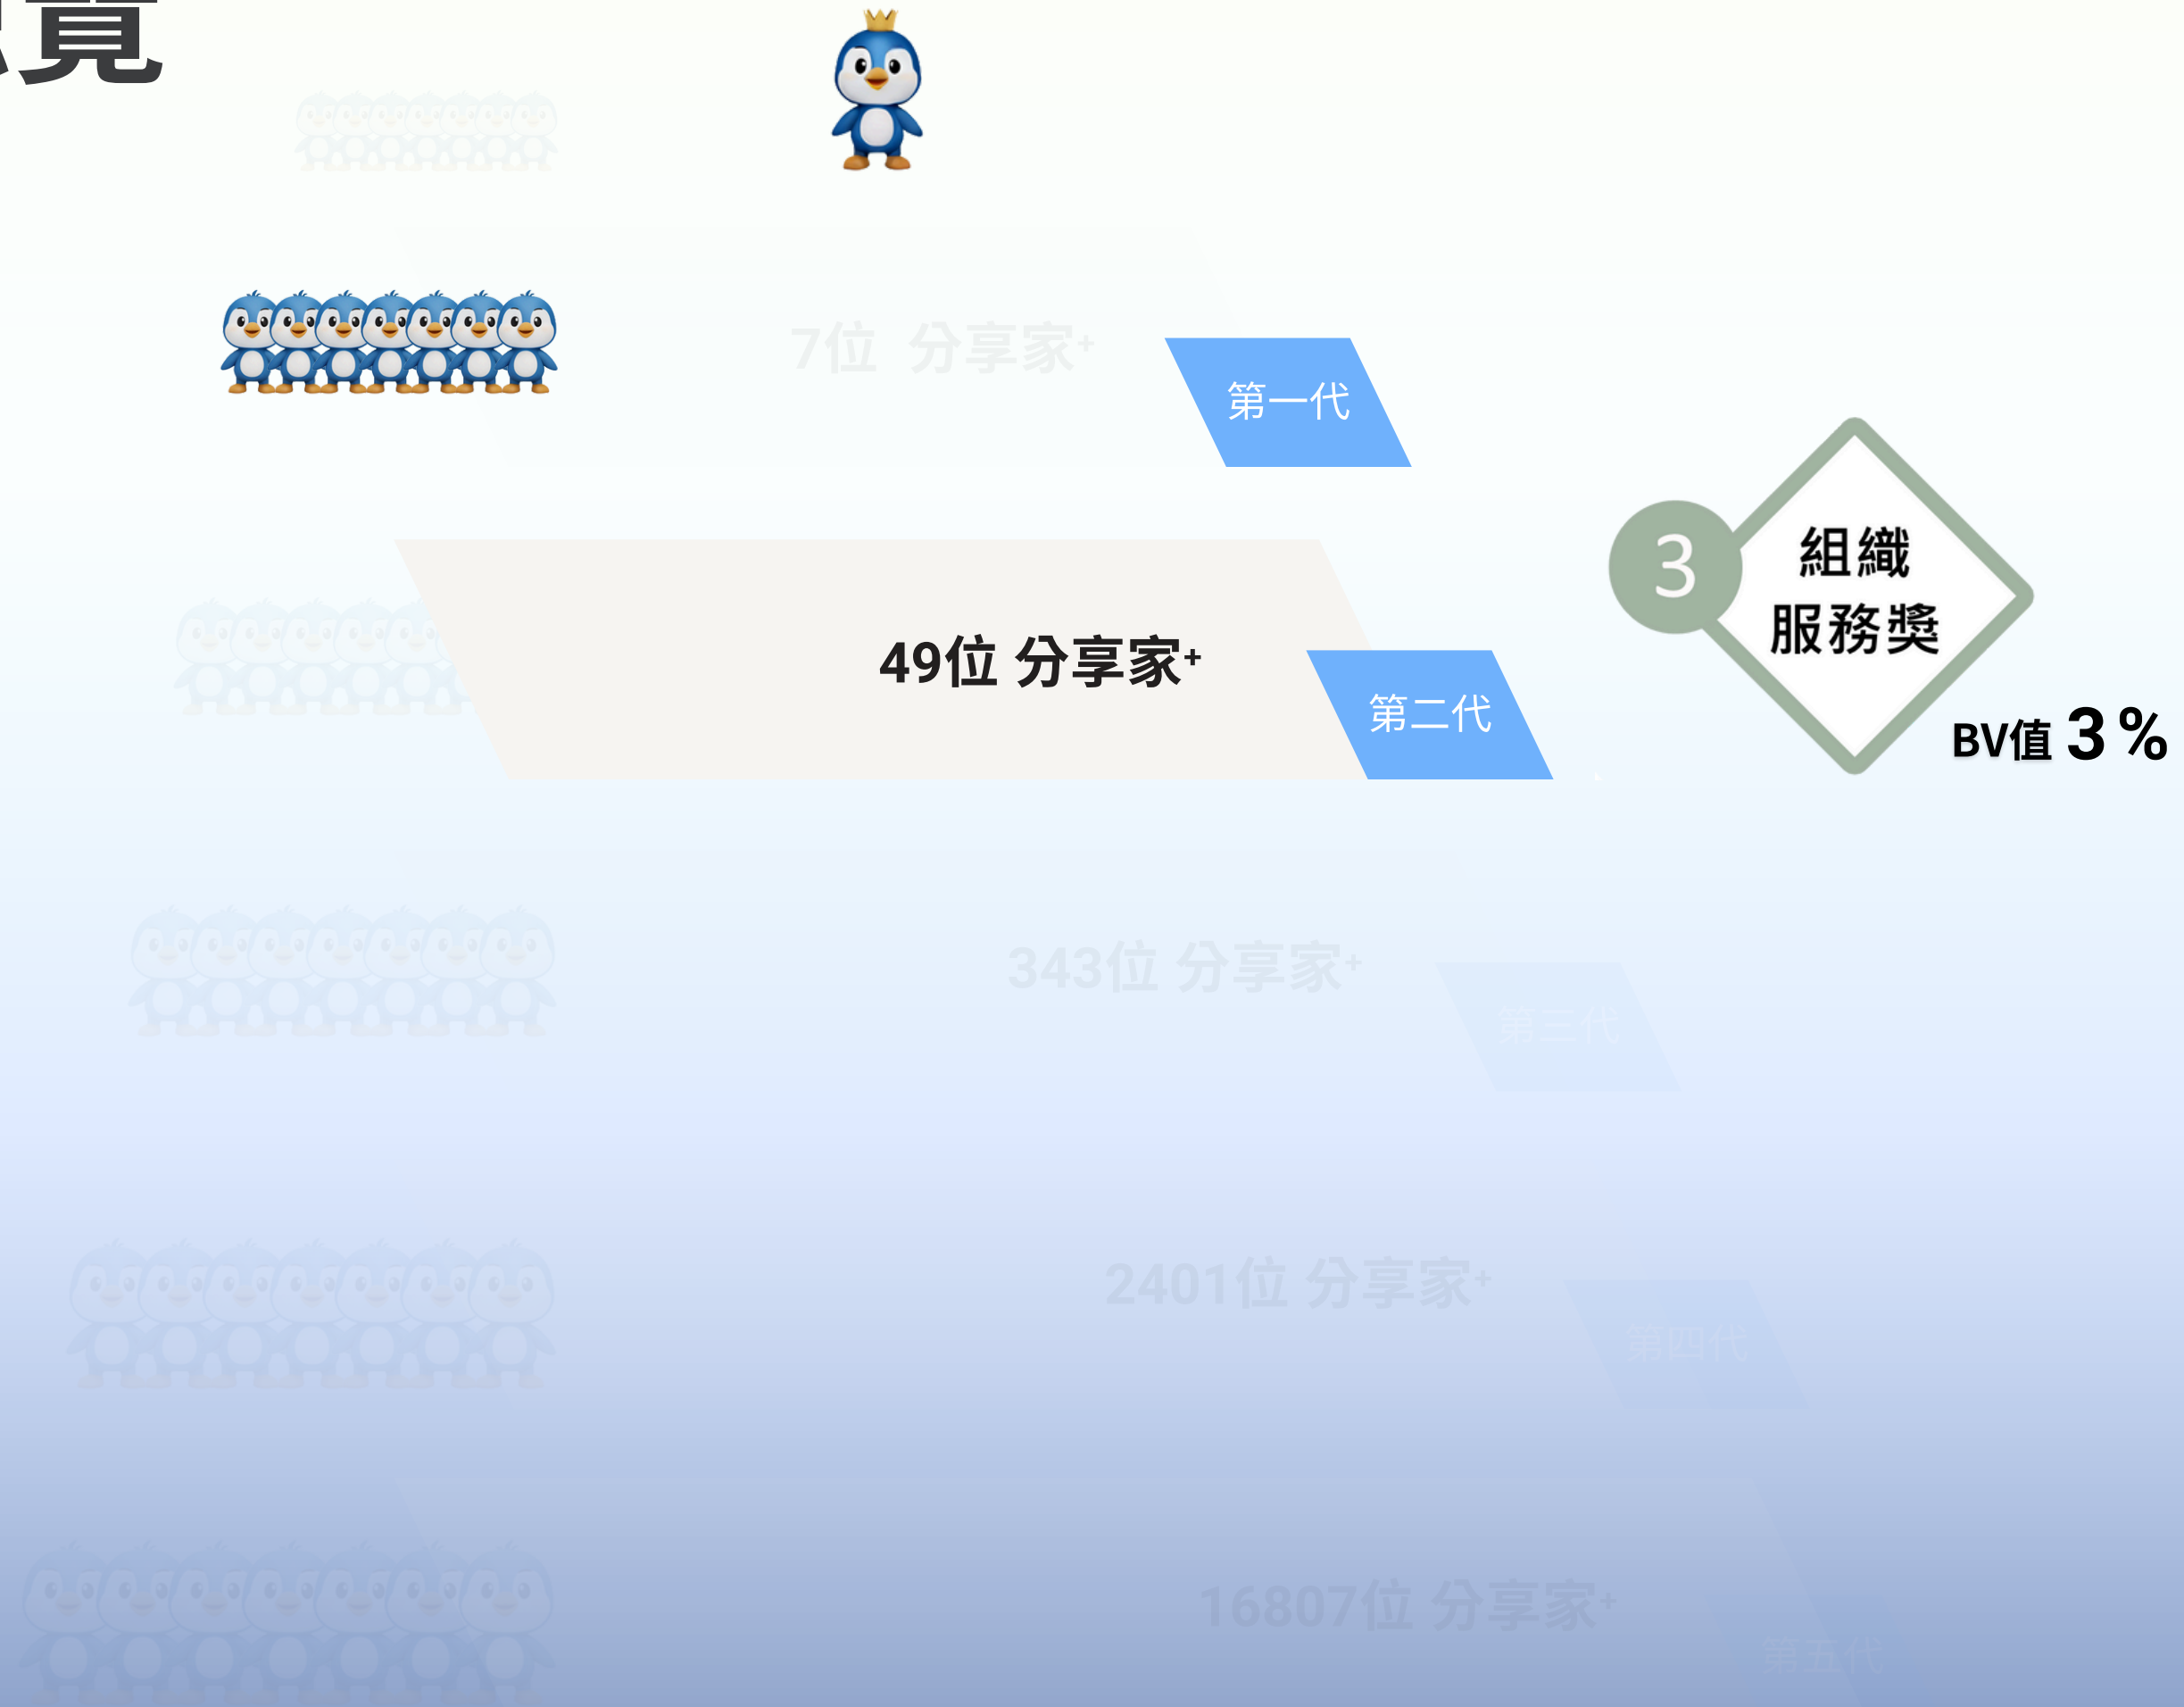 覽
7位 分享家+
第一代
3
組織
服務獎
49位 分享家+
第二代
BV值 3%
343位 分享家+
第三代
2401位 分享家+
第四代
16807位 分享家+
第五代